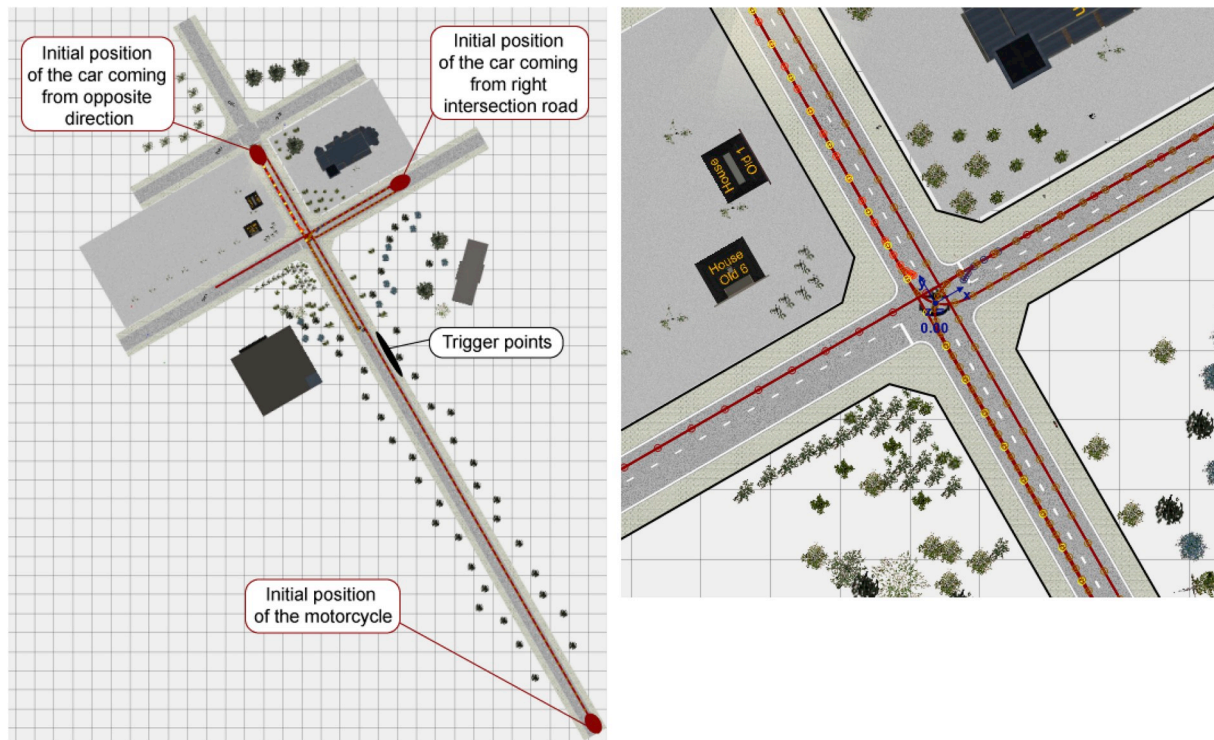 Initial position
of the car coming
from opposite
direction
Initial position
of the car coming
from right
intersection road
Trigger points
Initial position
of the motorcycle
House
Old 1
House
Old 6
x
0.00